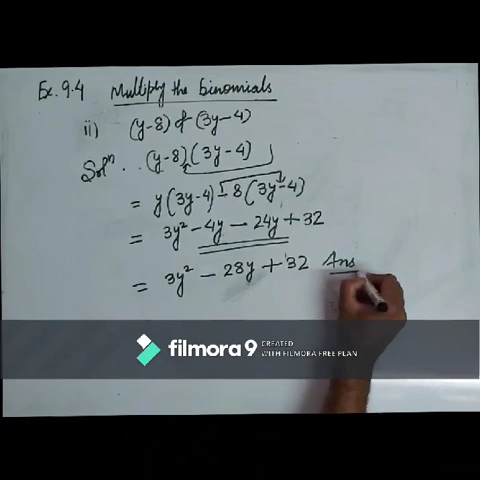 Ex. 9.4 Multiply the binomials
ii) (y-8) & (3y-4)
Solⁿ. . (y-8)(3y-4)
= y(3y-4)-8(3y-4)
= 3y² - 4y - 24y + 32
= 3y² - 28y + 32 Ans
filmora 9 CREATED
WITH FILMORA FREE PLAN